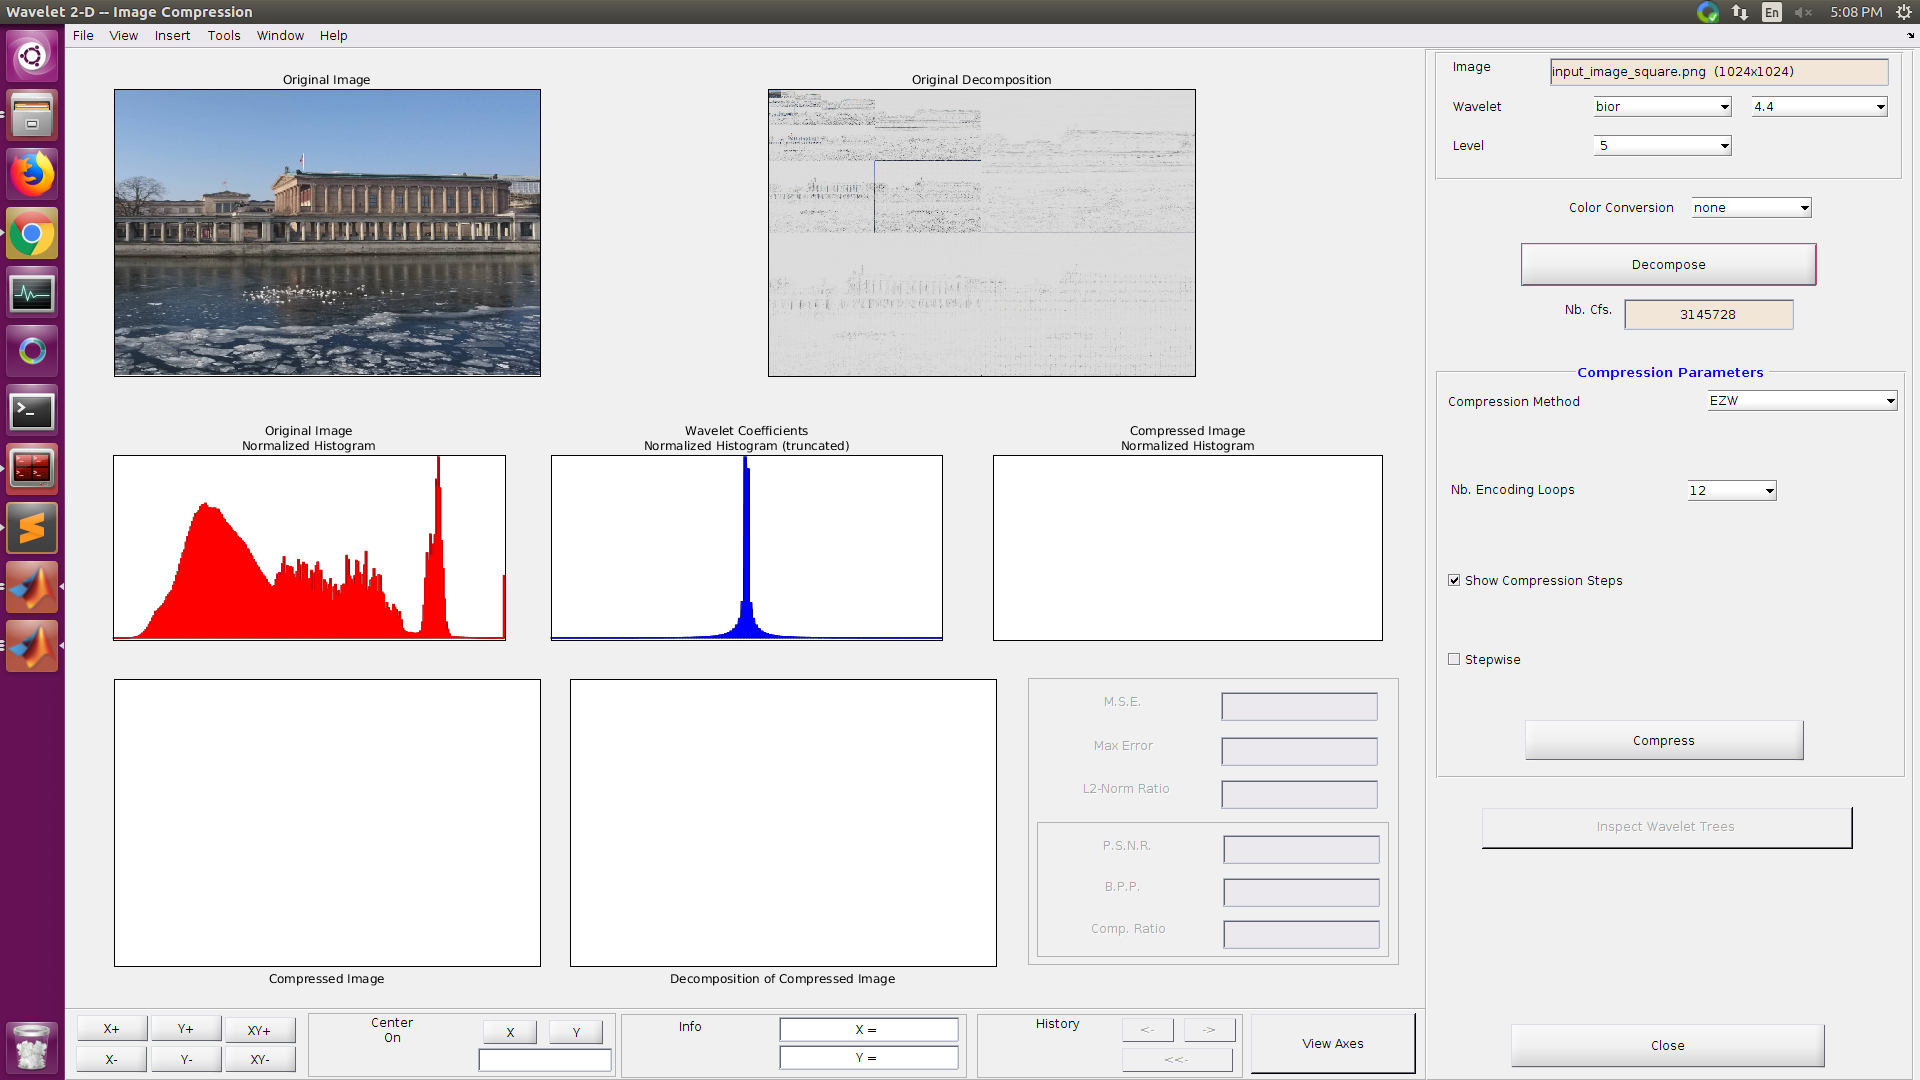 Wavelet 2-D -- Image Compression
En
5:08 PM
File View Insert Tools Window Help
Original Image
Original Decomposition
Image
input_image_square.png (1024x1024)
Wavelet
bior
4.4
Level
5
Color Conversion
none
Decompose
Nb. Cfs.
3145728
Compression Parameters
Compression Method
EZW
Original Image
Normalized Histogram
Wavelet Coefficients
Normalized Histogram (truncated)
Compressed Image
Normalized Histogram
Nb. Encoding Loops
12
Show Compression Steps
Stepwise
Compress
M.S.E.
Max Error
L2-Norm Ratio
P.S.N.R.
B.P.P.
Comp. Ratio
Inspect Wavelet Trees
Compressed Image
Decomposition of Compressed Image
X+ Y+ XY+
X- Y- XY-
Center
On
X Y
Info
X =
Y =
History
<- ->
<<-
View Axes
Close